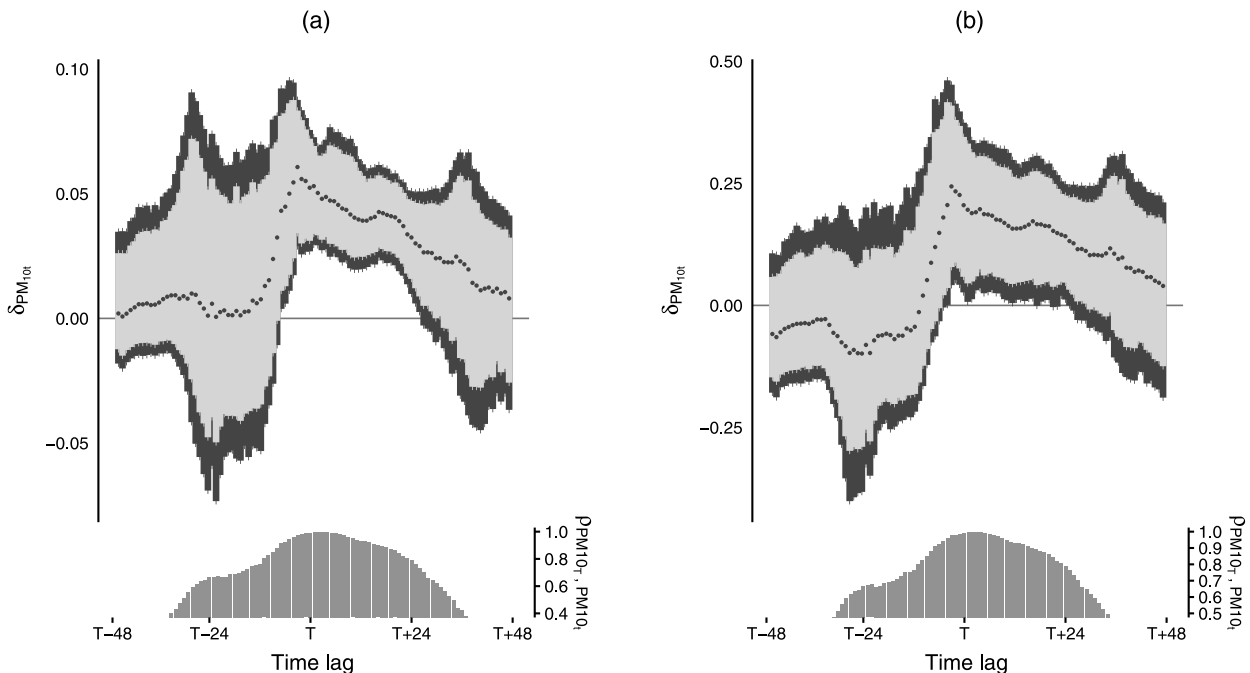 (a)
(b)
0.10
0.05
0.00
−0.05
δPM10t
1.0
0.8
0.6
0.4
ρPM10T, PM10t
T−48
T−24
T
T+24
T+48
Time lag
0.50
0.25
0.00
−0.25
δPM10t
1.0
0.9
0.8
0.7
0.6
0.5
ρPM10T, PM10t
T−48
T−24
T
T+24
T+48
Time lag